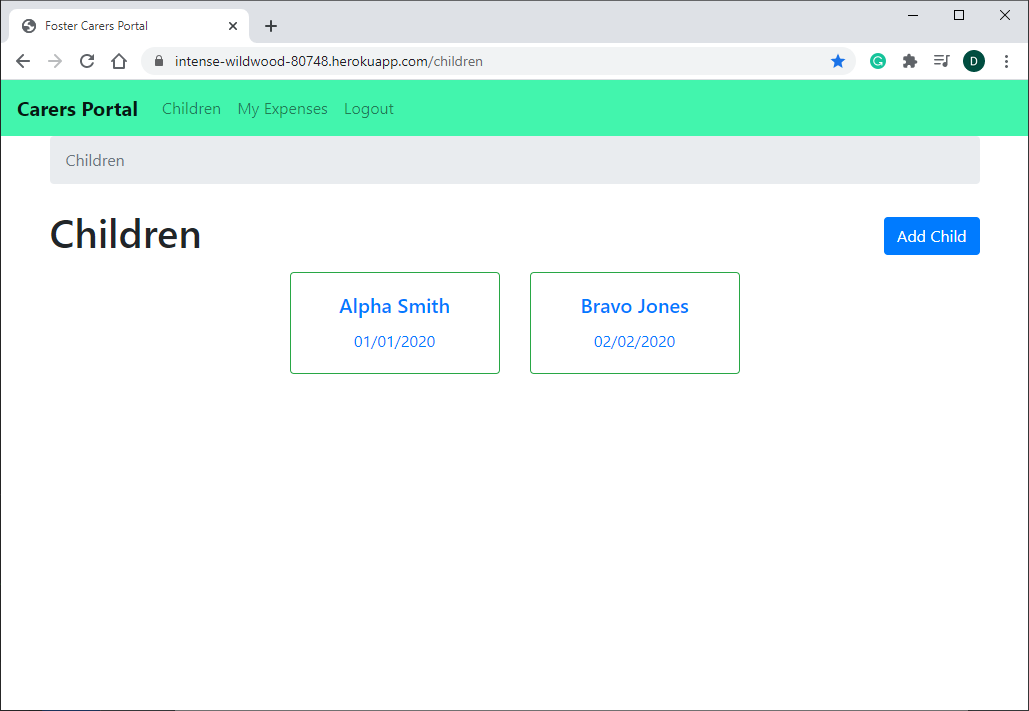 Foster Carers Portal
intense-wildwood-80748.herokuapp.com/children
D
Carers Portal Children My Expenses Logout
Children
Children
Add Child
Alpha Smith
01/01/2020
Bravo Jones
02/02/2020